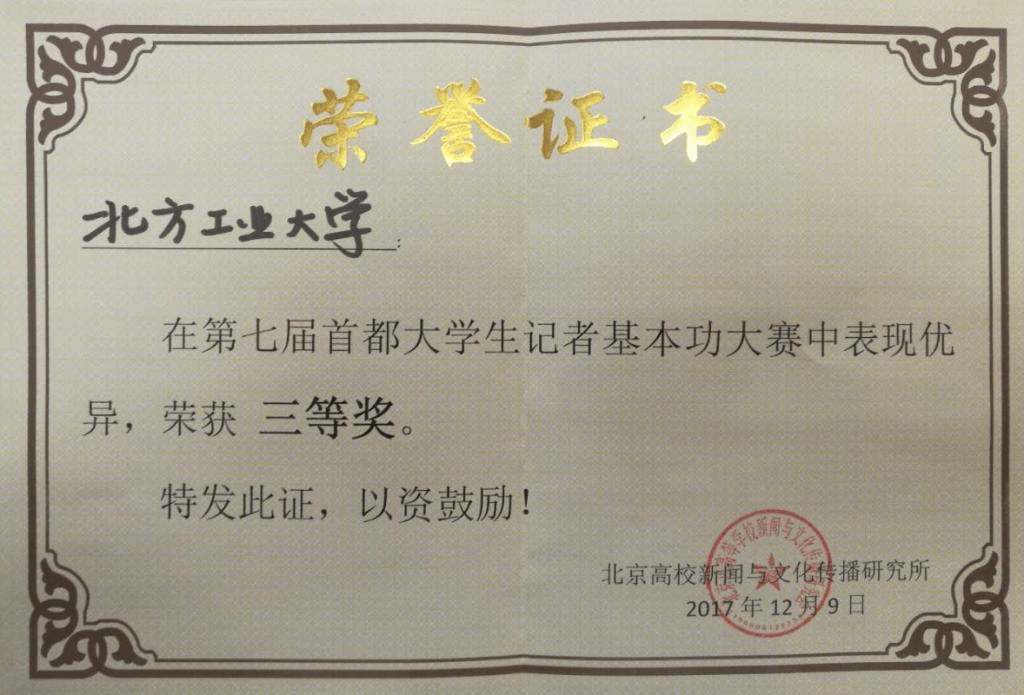 荣誉证书
北方工业大学:
在第七届首都大学生记者基本功大赛中表现优
异，荣获 三等奖。
特发此证，以资鼓励！
北京高校新闻与文化传播研究所
2017年12月9日